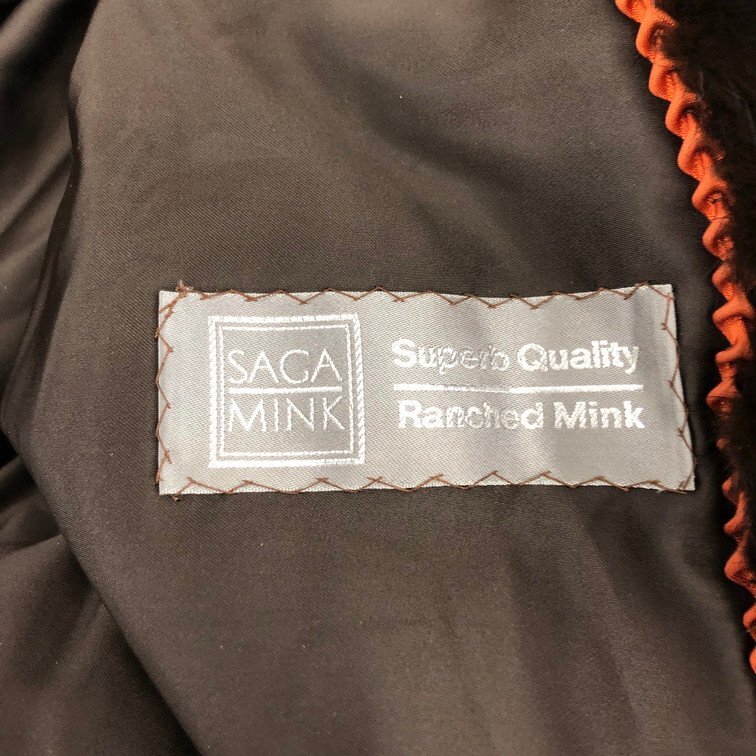 SAGA
MINK
Superb Quality
Ranched Mink